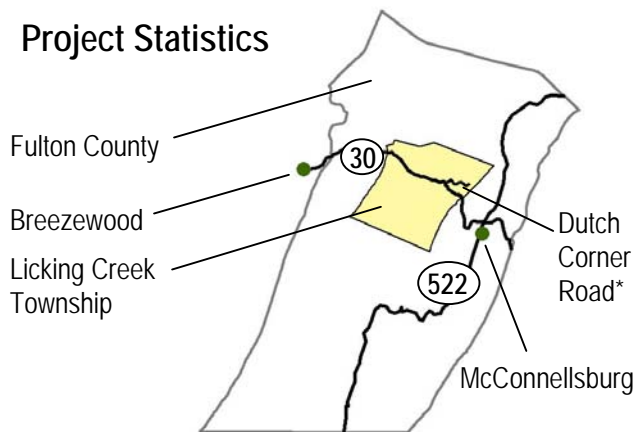 Project Statistics
Fulton County
30
Breezewood
Licking Creek
Township
Dutch
Corner
Road*
522
McConnellsburg